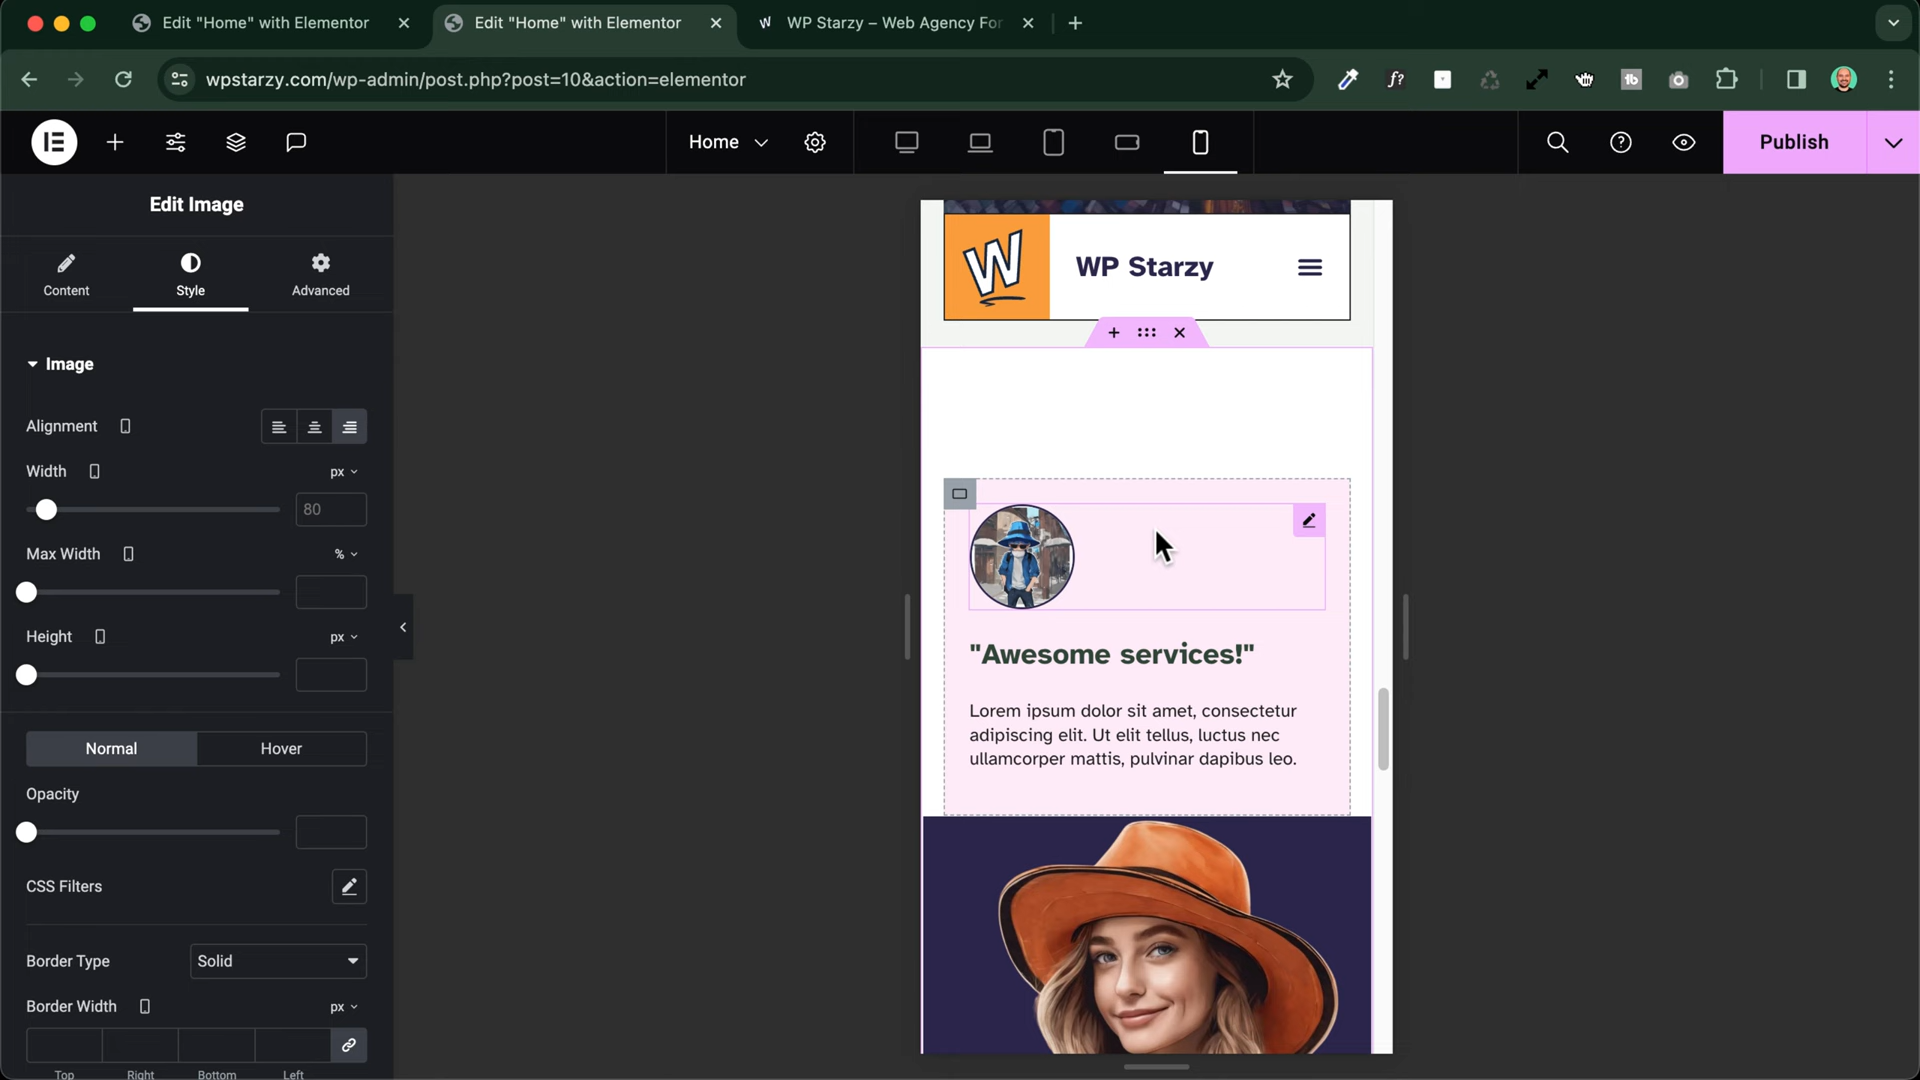 Edit "Home" with Elementor
Edit "Home" with Elementor
W WP Starzy – Web Agency For
wpstarzy.com/wp-admin/post.php?post=10&action=elementor
f?
tb
Home
Publish
Edit Image
Content
Style
Advanced
Image
Alignment
Width
px
80
Max Width
%
Height
px
Normal
Hover
Opacity
CSS Filters
Border Type
Solid
Border Width
px
Top
Right
Bottom
Left
W
WP Starzy
"Awesome services!"
Lorem ipsum dolor sit amet, consectetur
adipiscing elit. Ut elit tellus, luctus nec
ullamcorper mattis, pulvinar dapibus leo.